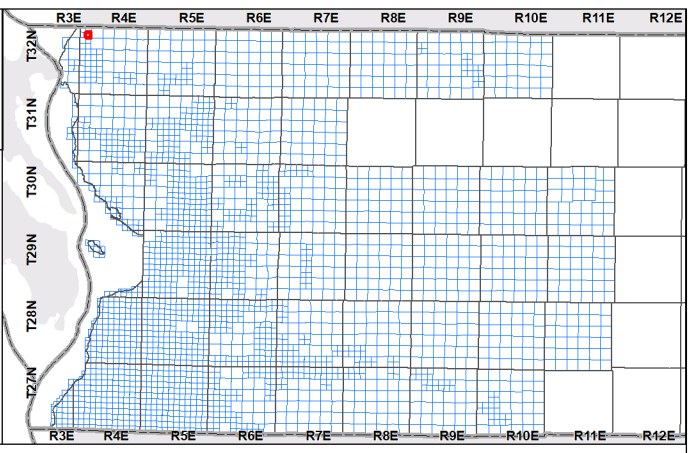 R3E R4E R5E R6E R7E R8E R9E R10E R11E R12E
T32N
T31N
T30N
T29N
T28N
T27N
R3E R4E R5E R6E R7E R8E R9E R10E R11E R12E